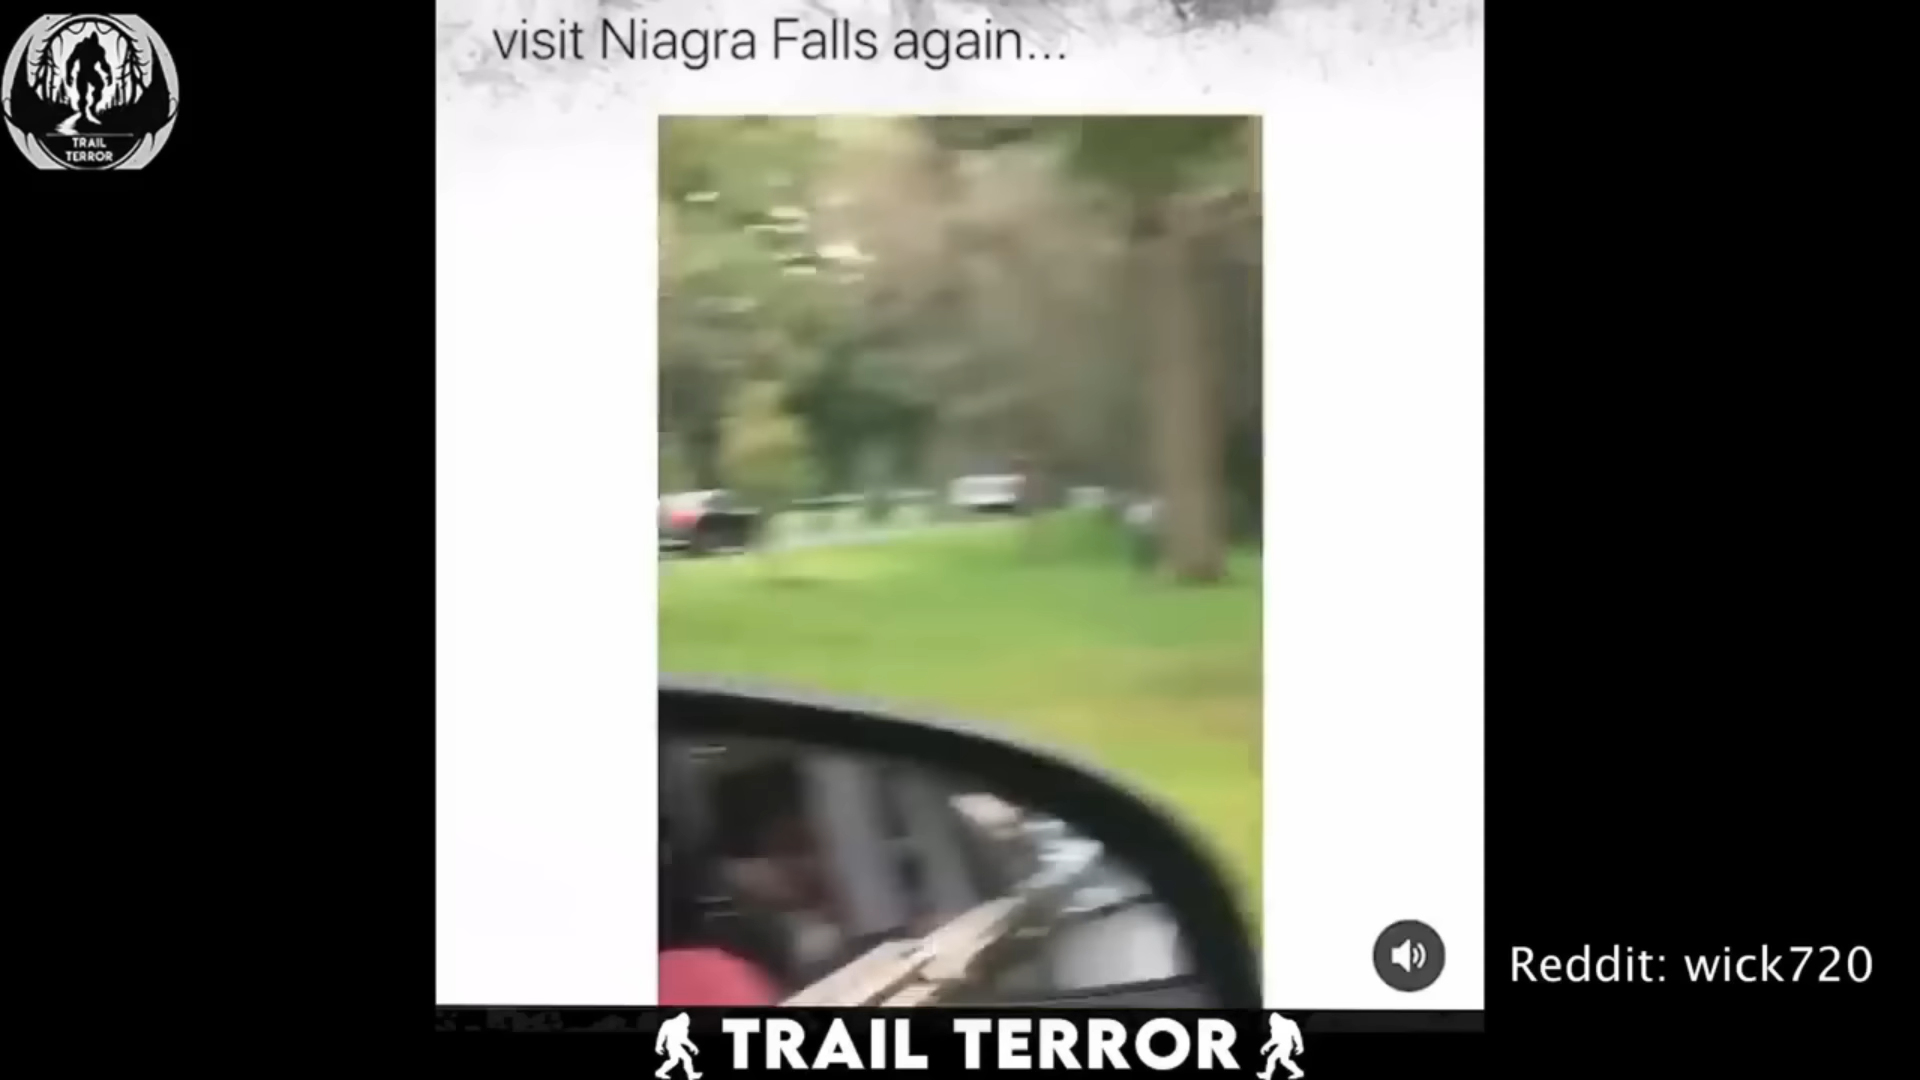 visit Niagra Falls again...
TRAIL
TERROR
Reddit: wick720
TRAIL TERROR